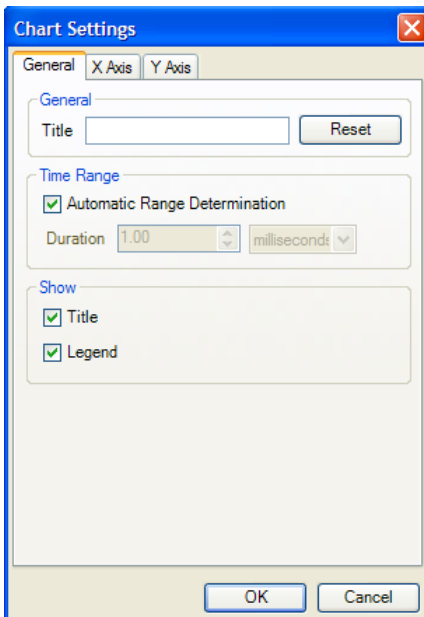 Chart Settings
General X Axis Y Axis
General
Title Reset
Time Range
Automatic Range Determination
Duration 1.00 milliseconds
Show
Title
Legend
OK Cancel